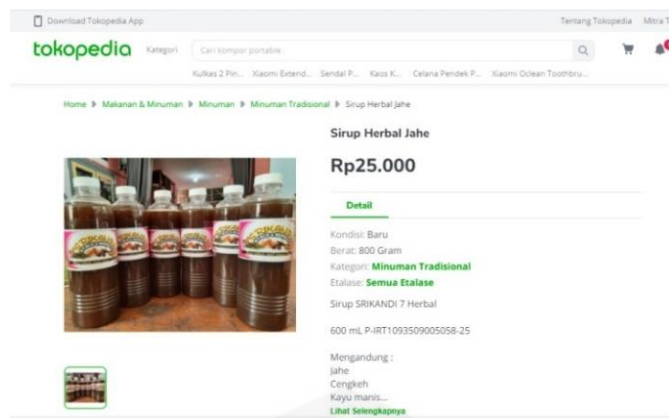 Download Tokopedia App
Tentang Tokopedia Mitra T
tokopedia Kategori Cari kompor portable
Kulkas 2 Pin... Xiaomi Extend... Sendal P... Kaos K... Celana Pendek P... Xiaomi Oclean Toothbru...
Home Makanan & Minuman Minuman Minuman Tradisional Sirup Herbal Jahe
Sirup Herbal Jahe
Rp25.000
Detail
Kondisi: Baru
Berat: 800 Gram
Kategori: Minuman Tradisional
Etalase: Semua Etalase
Sirup SRIKANDI 7 Herbal
600 mL P-IRT1093509005058-25
Mengandung :
Jahe
Cengkeh
Kayu manis...
Lihat Selengkapnya